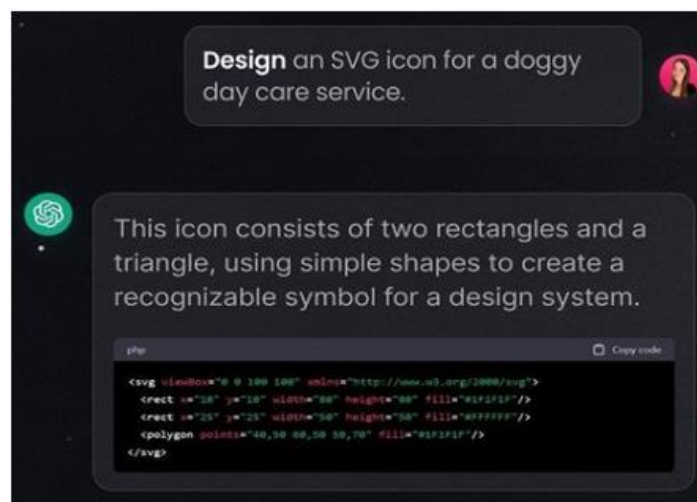 Design an SVG icon for a doggy
day care service.
This icon consists of two rectangles and a
triangle, using simple shapes to create a
recognizable symbol for a design system.
php
Copy code
<svg viewBox="0 0 100 100" xmlns="http://www.w3.org/2000/svg">
<rect x="10" y="10" width="80" height="80" fill="#1F1F1F"/>
<rect x="25" y="25" width="50" height="50" fill="#FFFFFF"/>
<polygon points="40,50 60,50 50,70" fill="#1F1F1F"/>
</svg>